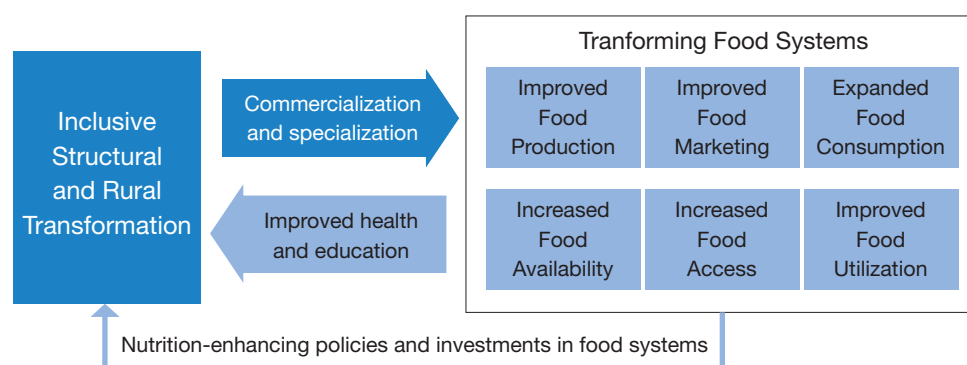 Inclusive
Structural
and Rural
Transformation
Commercialization
and specialization
Improved health
and education
Tranforming Food Systems
Improved
Food
Production
Improved
Food
Marketing
Expanded
Food
Consumption
Increased
Food
Availability
Increased
Food
Access
Improved
Food
Utilization
Nutrition-enhancing policies and investments in food systems